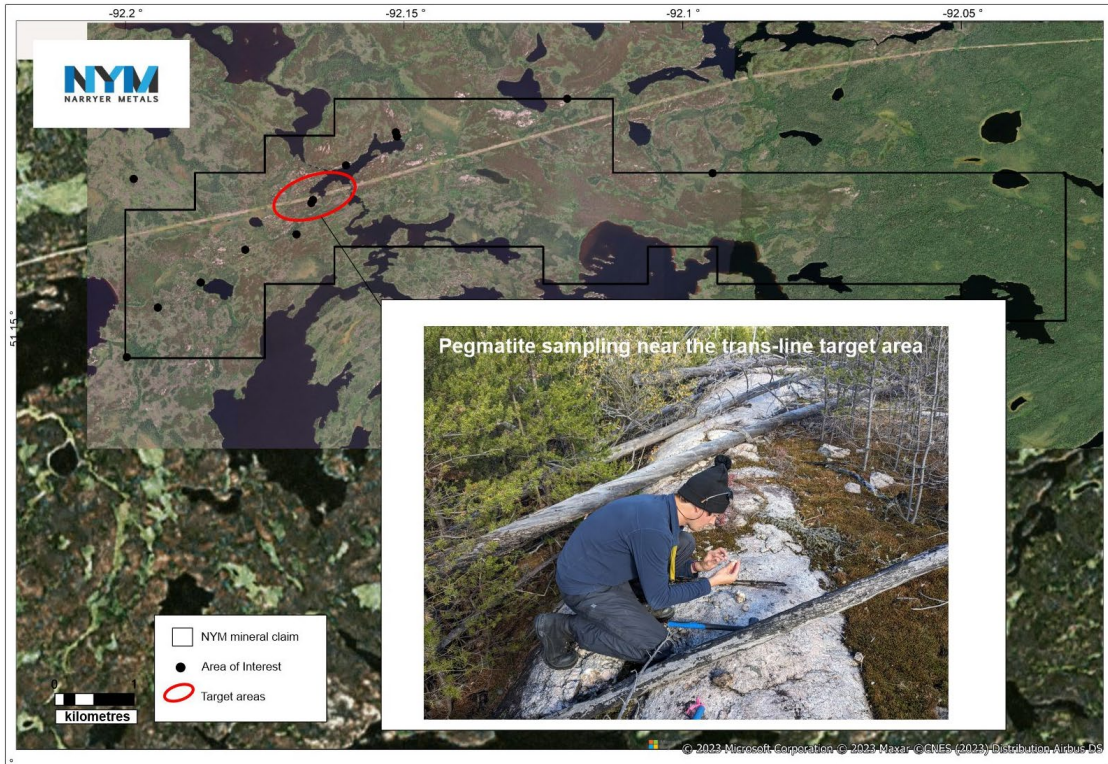 -92.2 °
-92.15 °
-92.1 °
-92.05 °
NYM
NARRYER METALS
51.15 °
Pegmatite sampling near the trans-line target area
NYM mineral claim
Area of Interest
Target areas
0 1
kilometres
© 2023 Microsoft Corporation © 2023 Maxar ©CNES (2023) Distribution Airbus DS
°